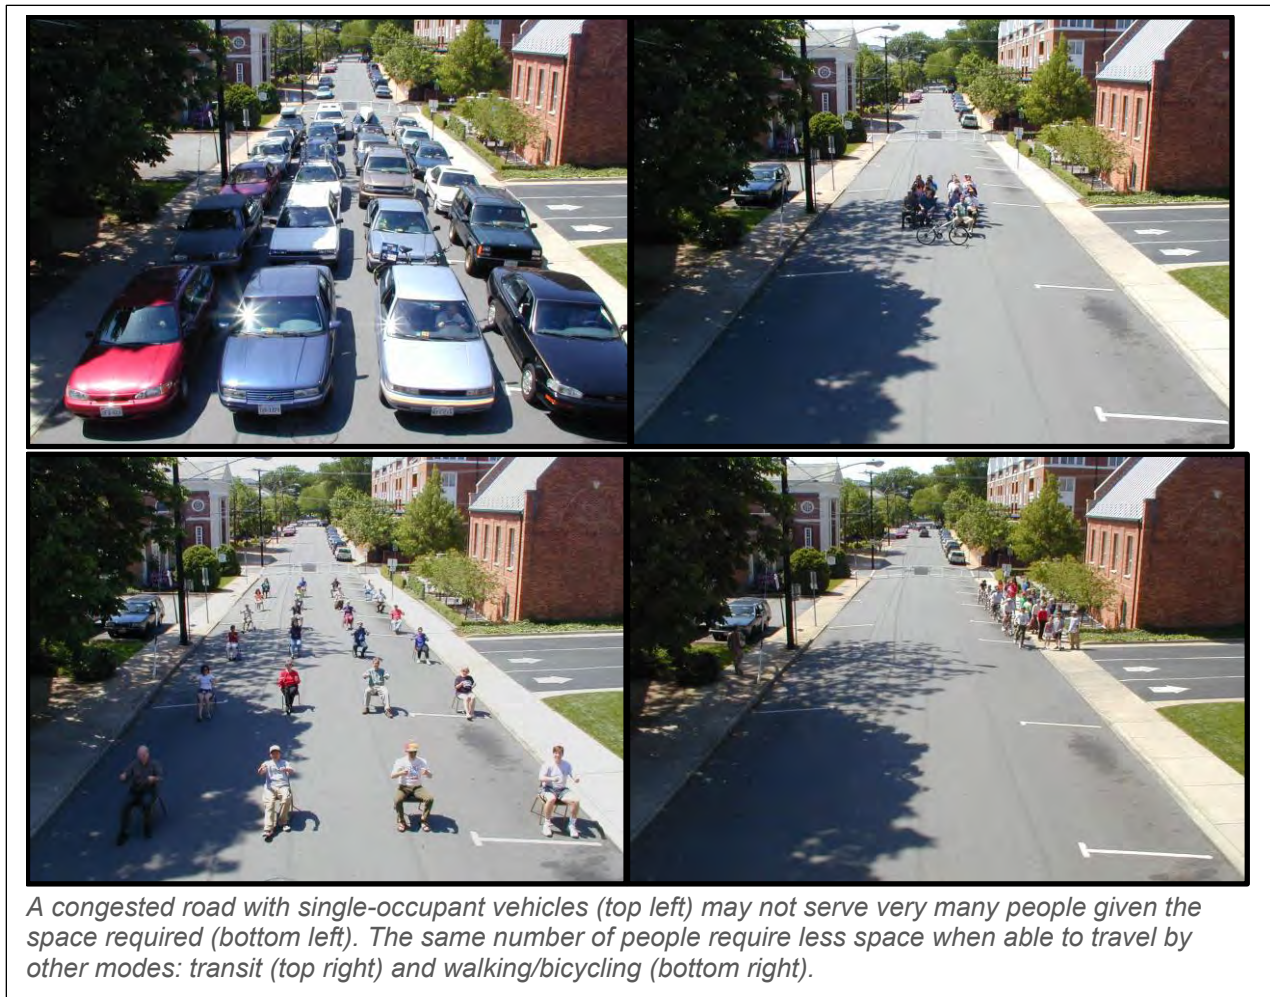 A congested road with single-occupant vehicles (top left) may not serve very many people given the
space required (bottom left). The same number of people require less space when able to travel by
other modes: transit (top right) and walking/bicycling (bottom right).